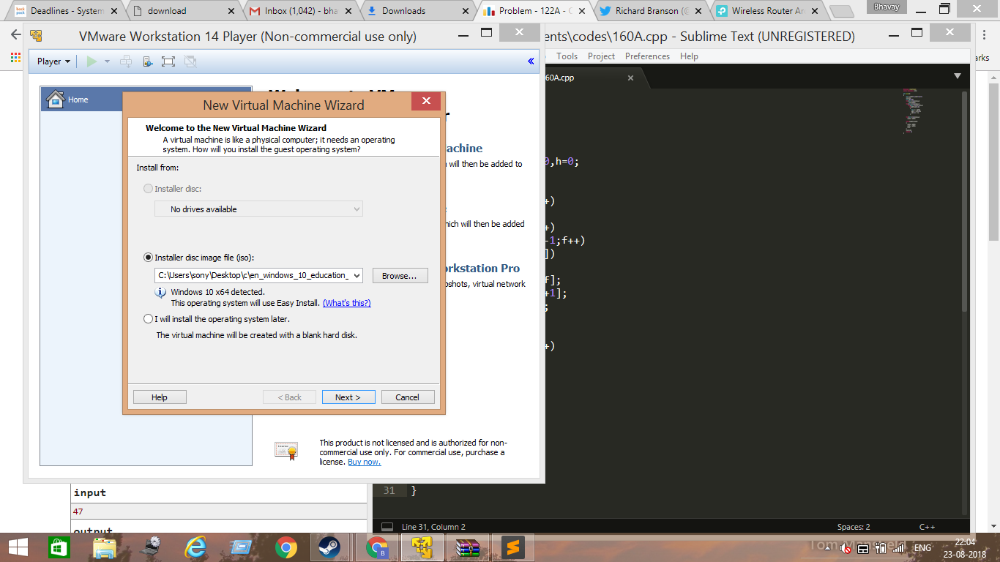 Deadlines - System
download
Inbox (1,042) - bha
Downloads
Problem - 122A - C
Richard Branson (@
Wireless Router An
Bhavay
VMware Workstation 14 Player (Non-commercial use only)
ents\codes\160A.cpp - Sublime Text (UNREGISTERED)
Player
Tools Project Preferences Help
arks
60A.cpp
Home
New Virtual Machine Wizard
Welcome to the New Virtual Machine Wizard
A virtual machine is like a physical computer; it needs an operating
system. How will you install the guest operating system?
Install from:
Installer disc:
No drives available
Installer disc image file (iso):
C:\Users\sony\Desktop\c\en_windows_10_education_
Browse...
Windows 10 x64 detected.
This operating system will use Easy Install. (What's this?)
I will install the operating system later.
The virtual machine will be created with a blank hard disk.
Help
< Back
Next >
Cancel
achine
will then be added to
hich will then be added
rkstation Pro
pshots, virtual network
This product is not licensed and is authorized for non-
commercial use only. For commercial use, purchase a
license. Buy now.
0,h=0;
+)
+)
-1;f++)
])
f];
+1];
;
+)
31 }
input
47
output
Line 31, Column 2
Spaces: 2
C++
ENG
22:04
23-08-2018